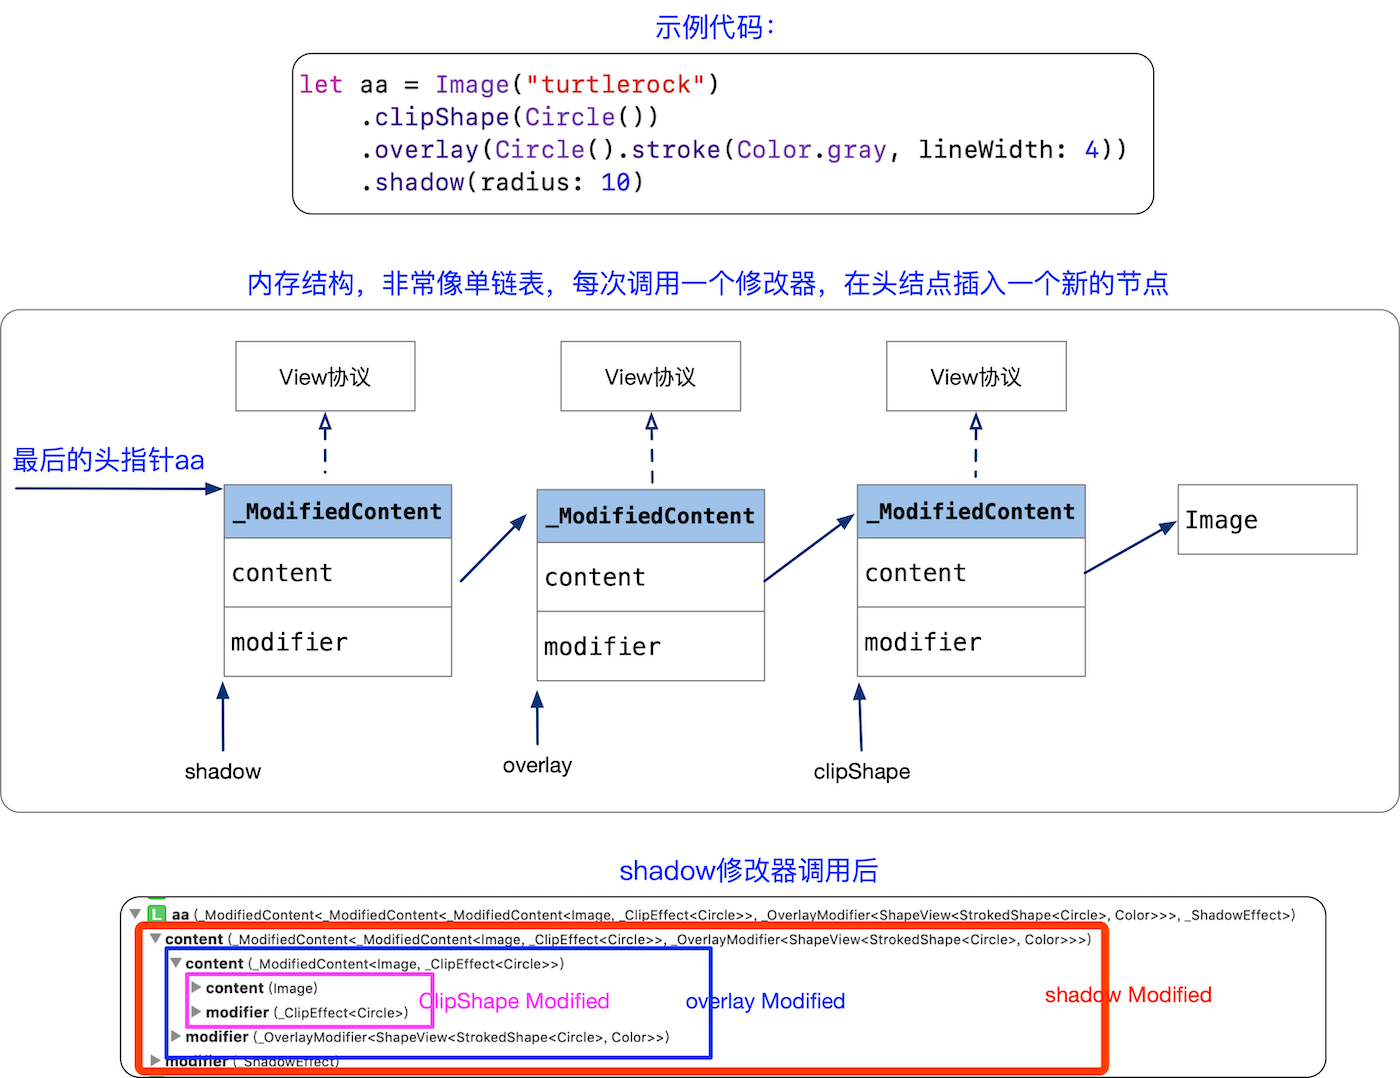 示例代码：
let aa = Image("turtlerock")
.clipShape(Circle())
.overlay(Circle().stroke(Color.gray, lineWidth: 4))
.shadow(radius: 10)
内存结构，非常像单链表，每次调用一个修改器，在头结点插入一个新的节点
View协议
View协议
View协议
最后的头指针aa
_ModifiedContent
content
modifier
_ModifiedContent
content
modifier
_ModifiedContent
content
modifier
Image
shadow
overlay
clipShape
shadow修改器调用后
L aa (_ModifiedContent<_ModifiedContent<_ModifiedContent<Image, _ClipEffect<Circle>>, _OverlayModifier<ShapeView<StrokedShape<Circle>, Color>>>, _ShadowEffect>)
content (_ModifiedContent<_ModifiedContent<Image, _ClipEffect<Circle>>, _OverlayModifier<ShapeView<StrokedShape<Circle>, Color>>>)
content (_ModifiedContent<Image, _ClipEffect<Circle>>)
content (Image)
modifier (_ClipEffect<Circle>)
ClipShape Modified
overlay Modified
shadow Modified
modifier (_OverlayModifier<ShapeView<StrokedShape<Circle>, Color>>)
modifier (_ShadowEffect)